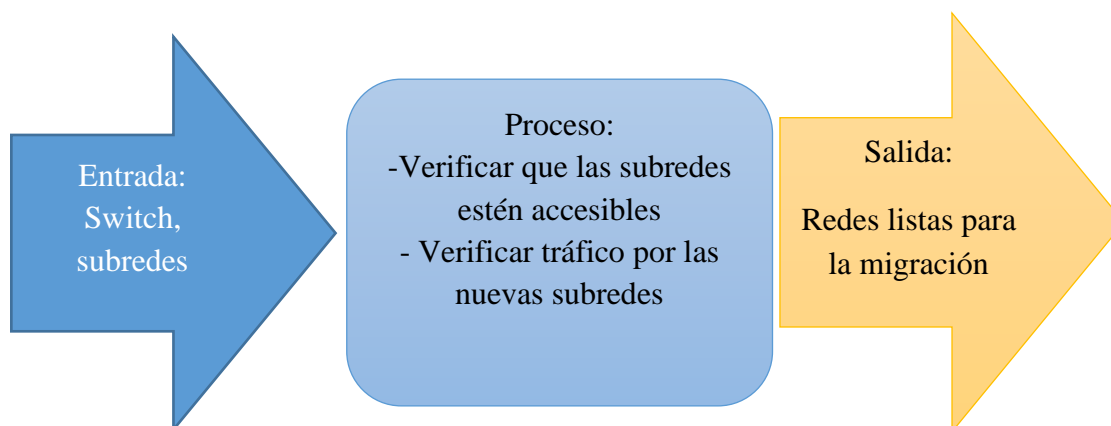 Entrada:
Switch,
subredes
Proceso:
-Verificar que las subredes
estén accesibles
- Verificar tráfico por las
nuevas subredes
Salida:
Redes listas para
la migración